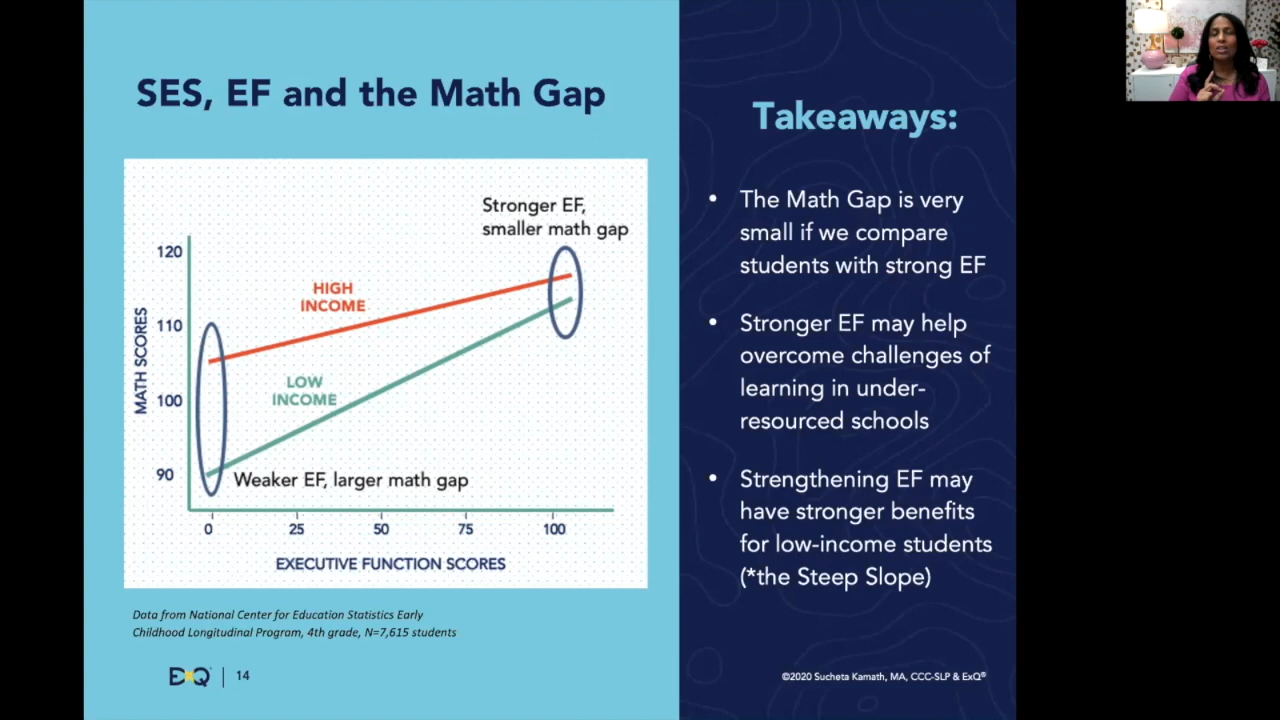 SES, EF and the Math Gap
Stronger EF,
smaller math gap
120
110
100
90
MATH SCORES
HIGH
INCOME
LOW
INCOME
Weaker EF, larger math gap
0 25 50 75 100
EXECUTIVE FUNCTION SCORES
Data from National Center for Education Statistics Early
Childhood Longitudinal Program, 4th grade, N=7,615 students
ExQ | 14
Takeaways:
• The Math Gap is very
small if we compare
students with strong EF
• Stronger EF may help
overcome challenges of
learning in under-
resourced schools
• Strengthening EF may
have stronger benefits
for low-income students
(*the Steep Slope)
©2020 Sucheta Kamath, MA, CCC-SLP & ExQ®